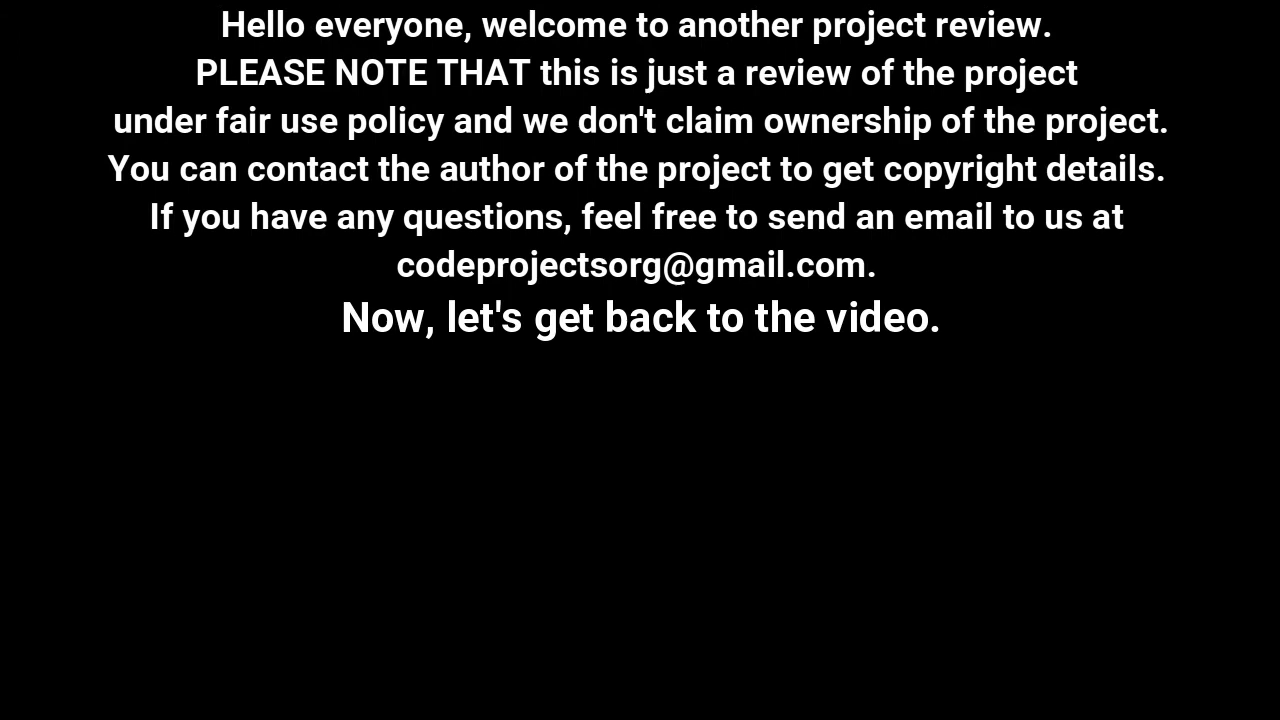 Hello everyone, welcome to another project review.
PLEASE NOTE THAT this is just a review of the project
under fair use policy and we don't claim ownership of the project.
You can contact the author of the project to get copyright details.
If you have any questions, feel free to send an email to us at
codeprojectsorg@gmail.com.
Now, let's get back to the video.